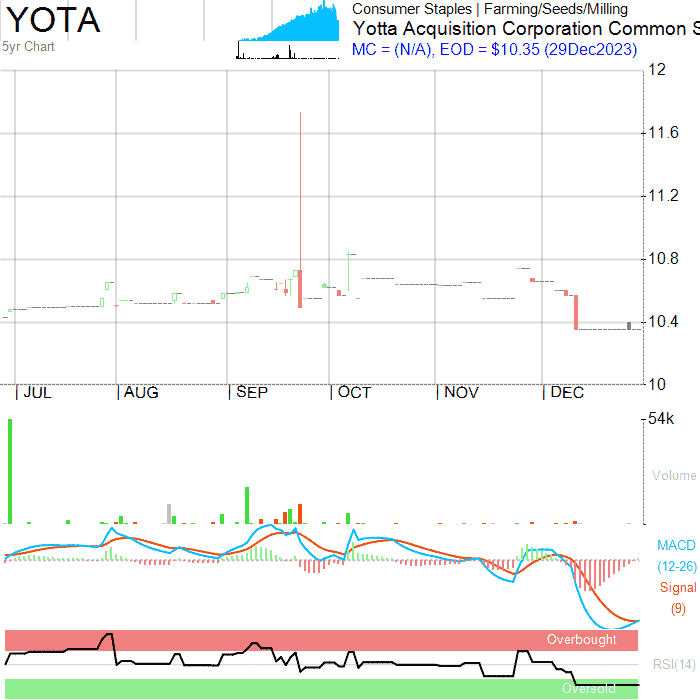 YOTA
5yr Chart
Consumer Staples | Farming/Seeds/Milling
Yotta Acquisition Corporation Common S
MC = (N/A), EOD = $10.35 (29Dec2023)
12
11.6
11.2
10.8
10.4
10
JUL AUG SEP OCT NOV DEC
54k
Volume
MACD
(12-26)
Signal
(9)
Overbought
RSI(14)
Oversold